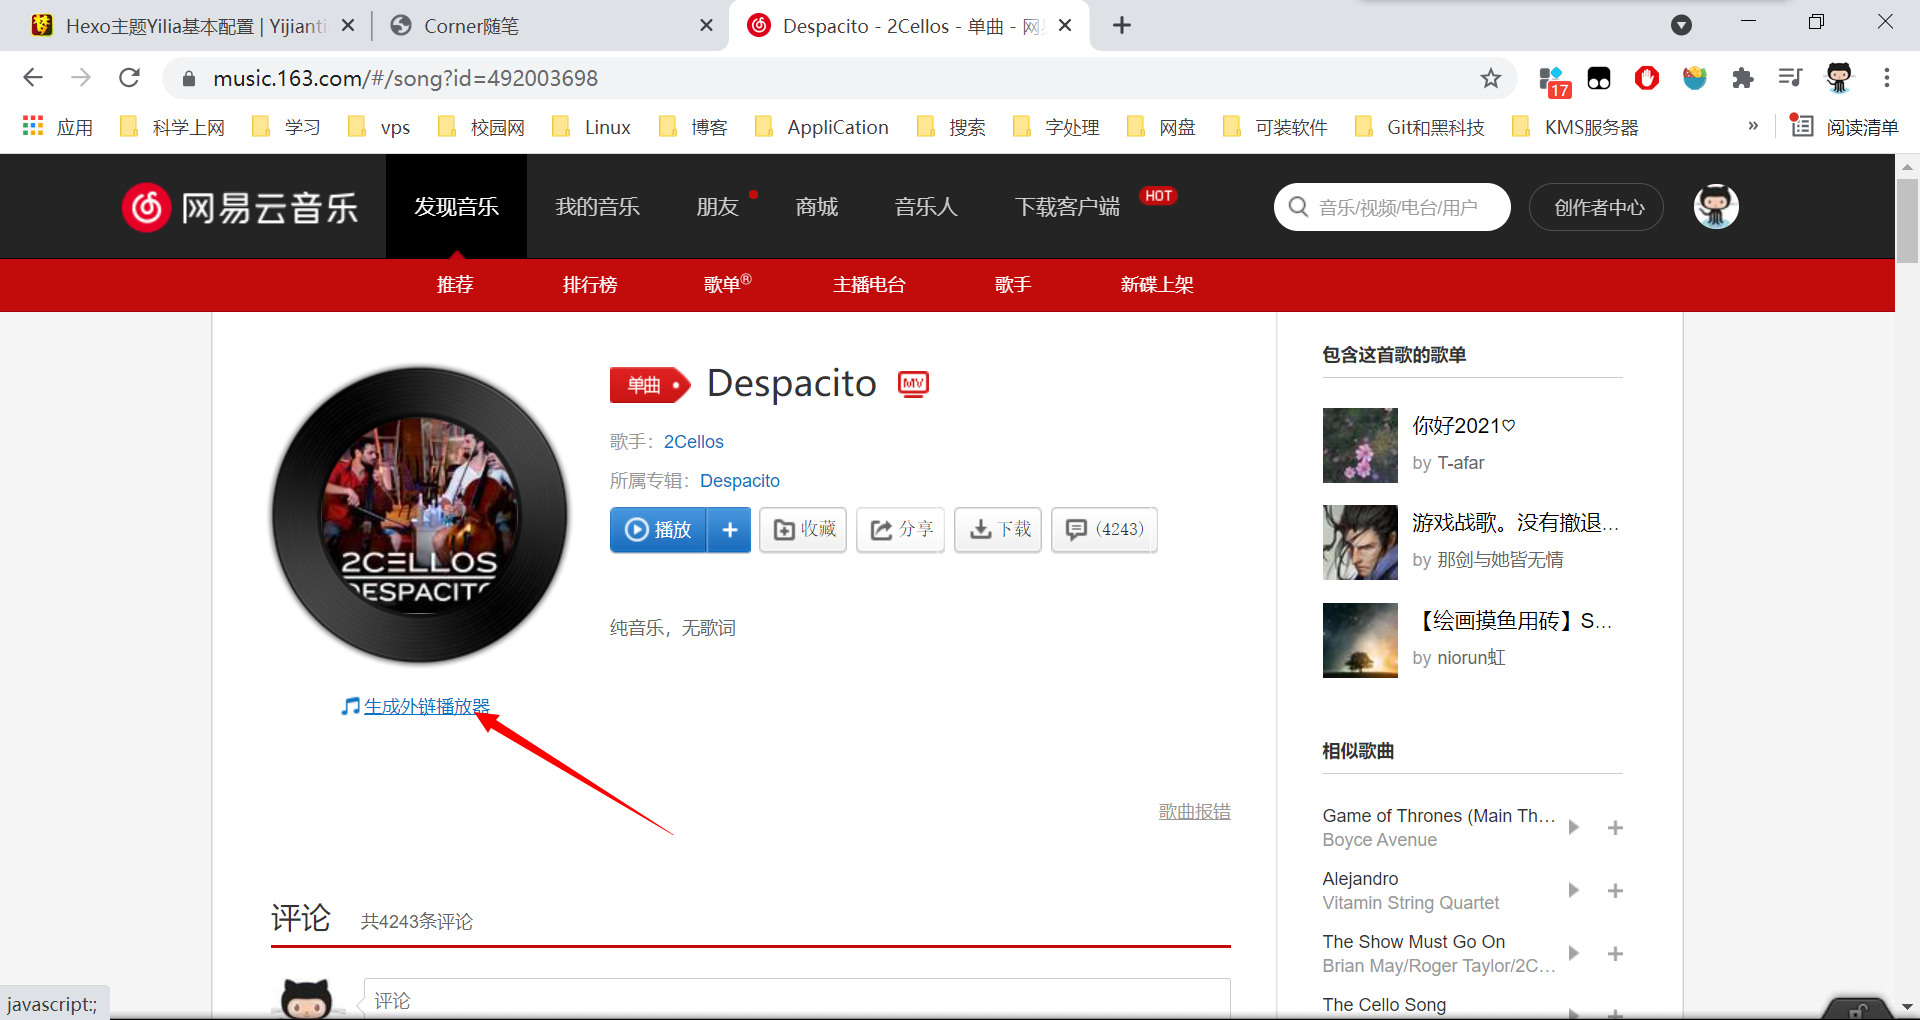 Hexo主题Yilia基本配置 | Yijianti
Corner随笔
Despacito - 2Cellos - 单曲 - 网
music.163.com/#/song?id=492003698
17
应用
科学上网
学习
vps
校园网
Linux
博客
AppliCation
搜索
字处理
网盘
可装软件
Git和黑科技
KMS服务器
»
阅读清单
网易云音乐
发现音乐
我的音乐
朋友
商城
音乐人
下载客户端
HOT
音乐/视频/电台/用户
创作者中心
推荐
排行榜
歌单®
主播电台
歌手
新碟上架
单曲
Despacito
MV
歌手：2Cellos
所属专辑：Despacito
播放
+
收藏
分享
下载
(4243)
2CELLOS
DESPACITO
纯音乐，无歌词
生成外链播放器
歌曲报错
评论
共4243条评论
评论
包含这首歌的歌单
你好2021♡
by T-afar
游戏战歌。没有撤退...
by 那剑与她皆无情
【绘画摸鱼用砖】S...
by niorun虹
相似歌曲
Game of Thrones (Main Th...
Boyce Avenue
Alejandro
Vitamin String Quartet
The Show Must Go On
Brian May/Roger Taylor/2C...
The Cello Song
javascript:;